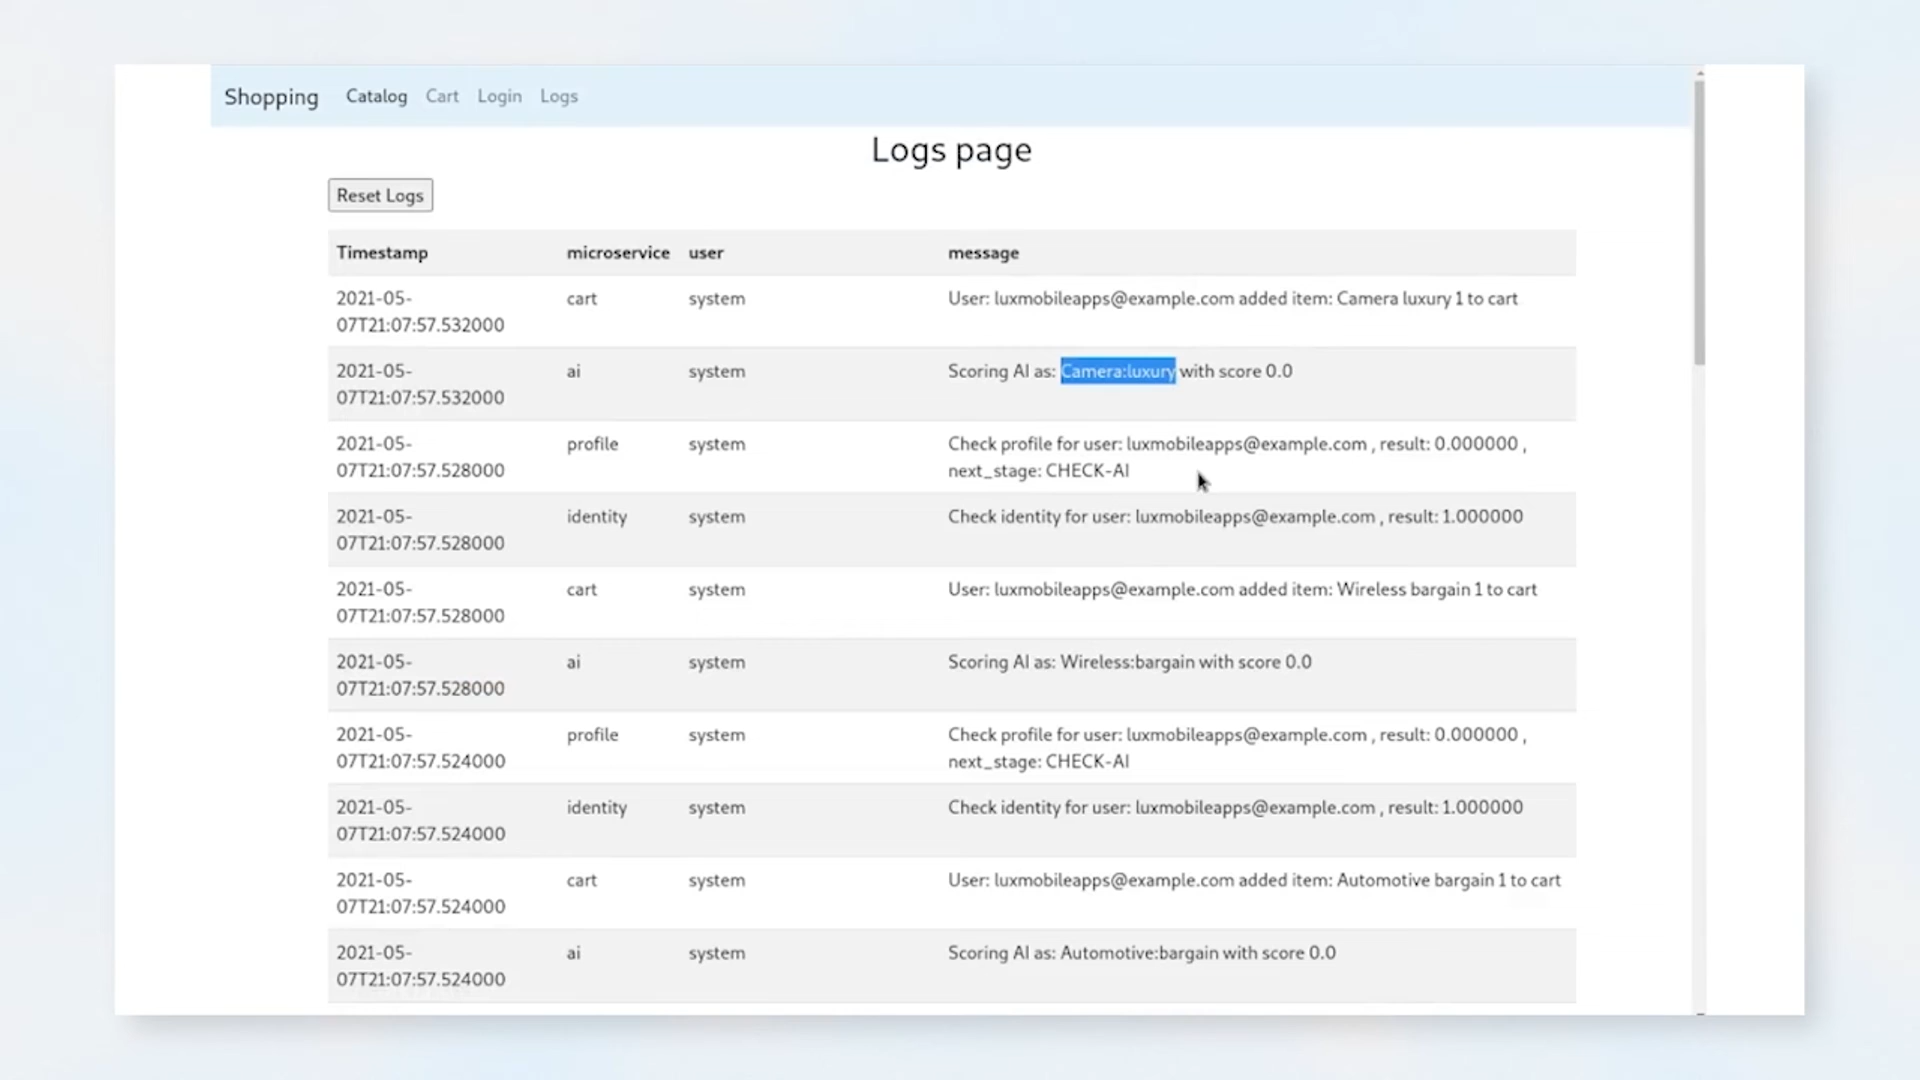 Shopping Catalog Cart Login Logs
Logs page
Reset Logs
Timestamp microservice user message
2021-05- cart system User: luxmobileapps@example.com added item: Camera luxury 1 to cart
07T21:07:57.532000
2021-05- ai system Scoring AI as: Camera:luxury with score 0.0
07T21:07:57.532000
2021-05- profile system Check profile for user: luxmobileapps@example.com , result: 0.000000 ,
07T21:07:57.528000 next_stage: CHECK-AI
2021-05- identity system Check identity for user: luxmobileapps@example.com , result: 1.000000
07T21:07:57.528000
2021-05- cart system User: luxmobileapps@example.com added item: Wireless bargain 1 to cart
07T21:07:57.528000
2021-05- ai system Scoring AI as: Wireless:bargain with score 0.0
07T21:07:57.528000
2021-05- profile system Check profile for user: luxmobileapps@example.com , result: 0.000000 ,
07T21:07:57.524000 next_stage: CHECK-AI
2021-05- identity system Check identity for user: luxmobileapps@example.com , result: 1.000000
07T21:07:57.524000
2021-05- cart system User: luxmobileapps@example.com added item: Automotive bargain 1 to cart
07T21:07:57.524000
2021-05- ai system Scoring AI as: Automotive:bargain with score 0.0
07T21:07:57.524000